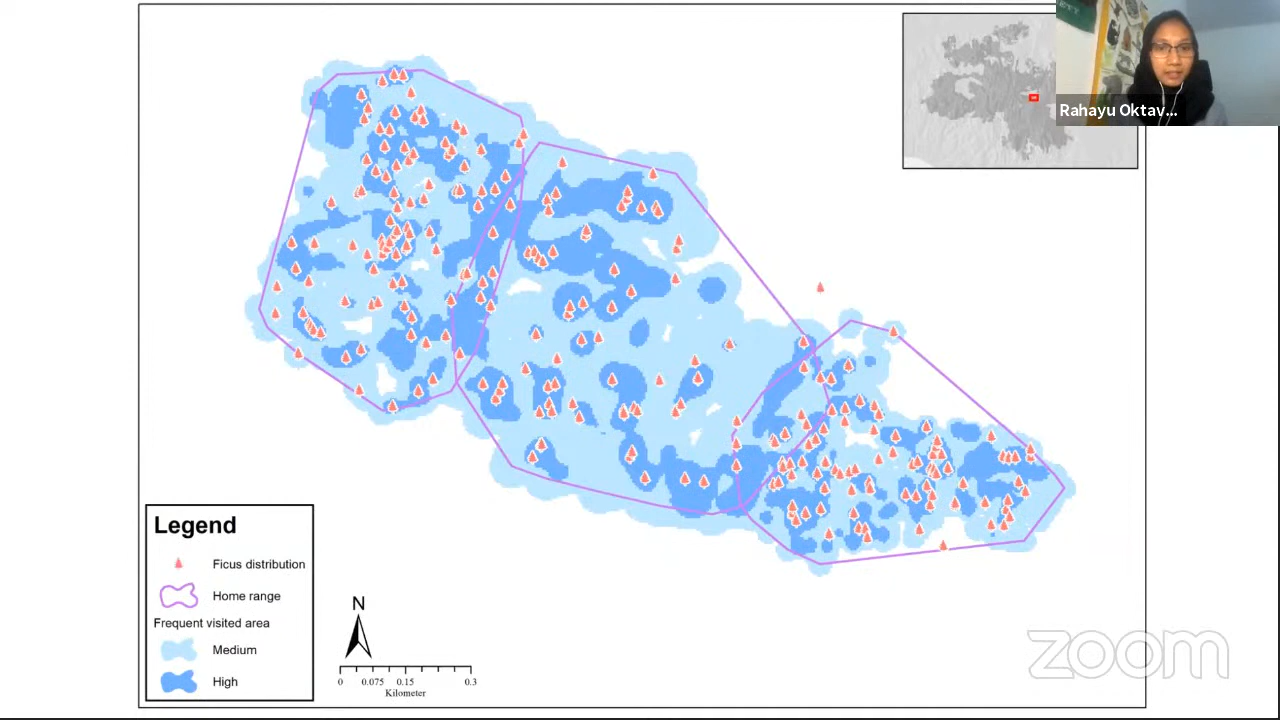 Rahayu Oktav...
Legend
Ficus distribution
Home range
Frequent visited area
Medium
High
N
0 0.075 0.15 0.3
Kilometer
zoom